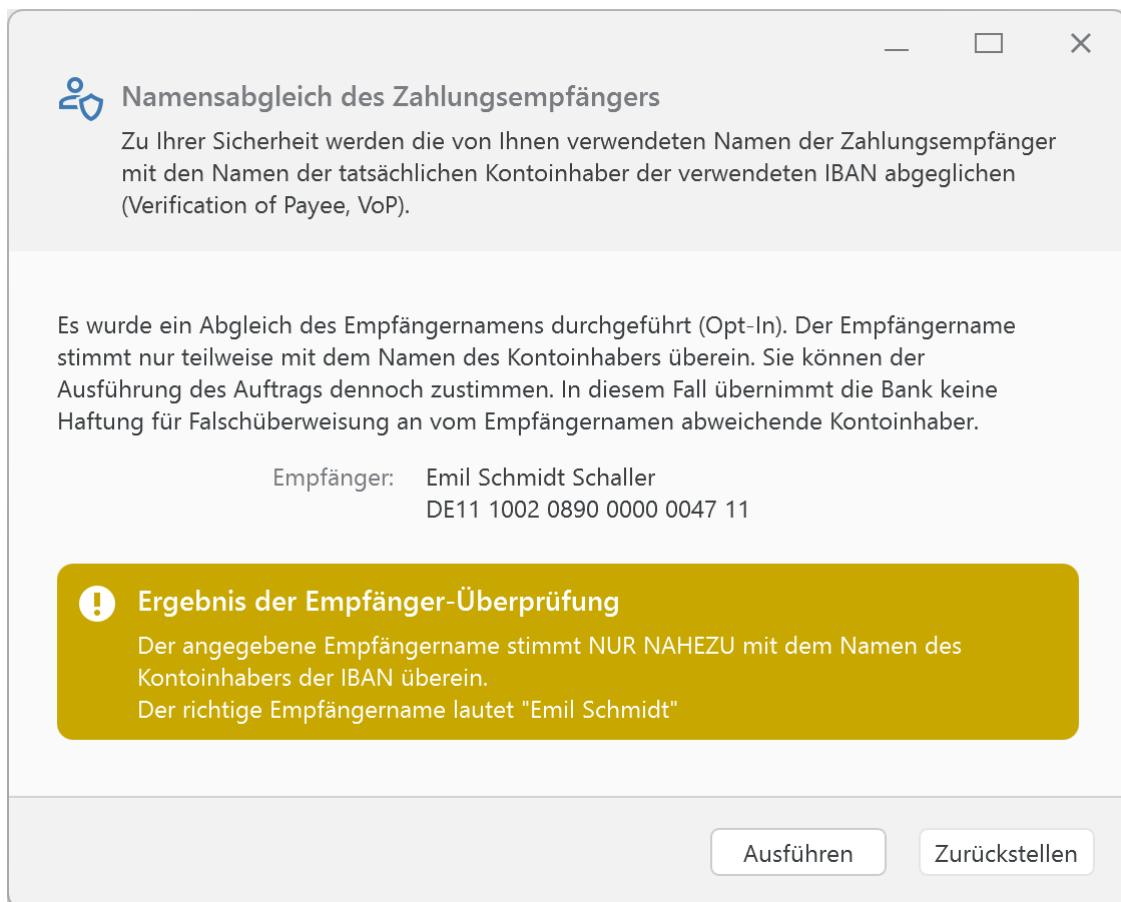 Namensabgleich des Zahlungsempfängers
Zu Ihrer Sicherheit werden die von Ihnen verwendeten Namen der Zahlungsempfänger
mit den Namen der tatsächlichen Kontoinhaber der verwendeten IBAN abgeglichen
(Verification of Payee, VoP).
Es wurde ein Abgleich des Empfängernamens durchgeführt (Opt-In). Der Empfängername
stimmt nur teilweise mit dem Namen des Kontoinhabers überein. Sie können der
Ausführung des Auftrags dennoch zustimmen. In diesem Fall übernimmt die Bank keine
Haftung für Falschüberweisung an vom Empfängernamen abweichende Kontoinhaber.
Empfänger: Emil Schmidt Schaller
DE11 1002 0890 0000 0047 11
Ergebnis der Empfänger-Überprüfung
Der angegebene Empfängername stimmt NUR NAHEZU mit dem Namen des
Kontoinhabers der IBAN überein.
Der richtige Empfängername lautet "Emil Schmidt"
Ausführen Zurückstellen